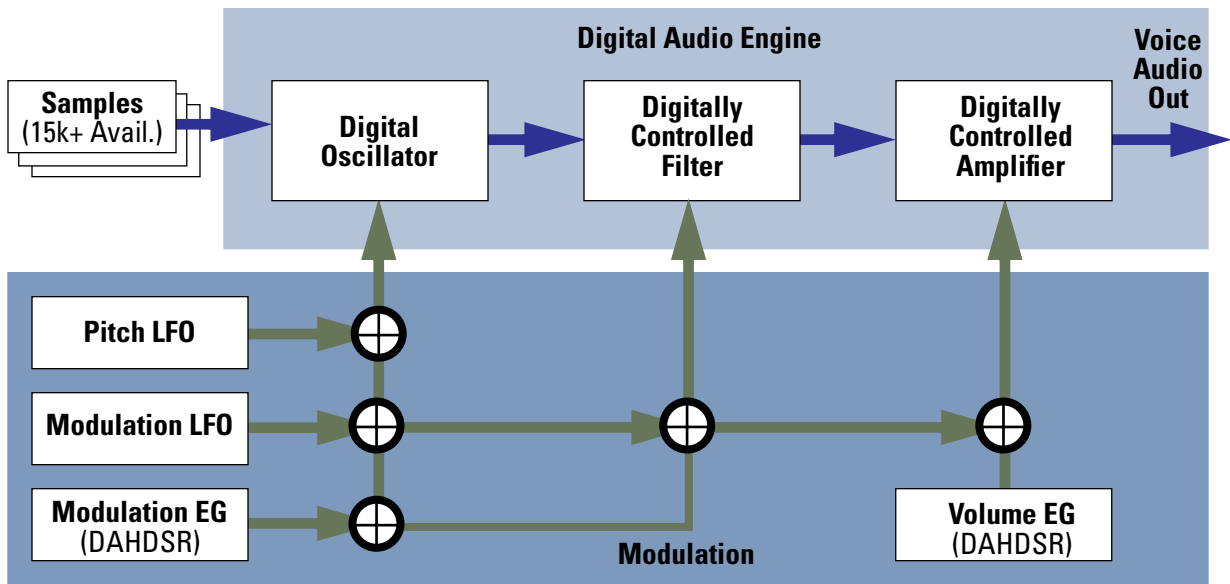 Digital Audio Engine
Voice
Audio
Out
Samples
(15k+ Avail.)
Digital
Oscillator
Digitally
Controlled
Filter
Digitally
Controlled
Amplifier
Pitch LFO
Modulation LFO
Modulation EG
(DAHDSR)
Volume EG
(DAHDSR)
Modulation